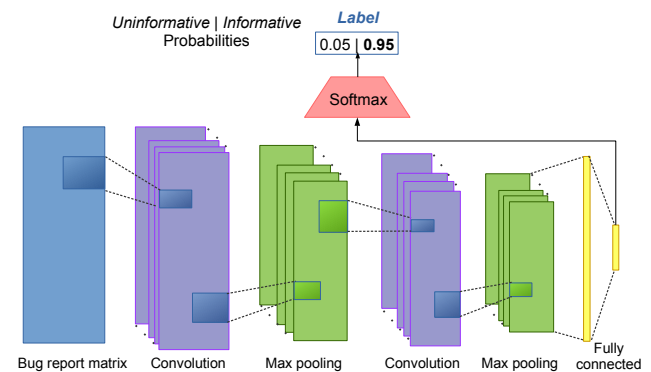 Label
Uninformative | Informative
Probabilities
0.05 | 0.95
Softmax
Bug report matrix
Convolution
Max pooling
Convolution
Max pooling
Fully
connected